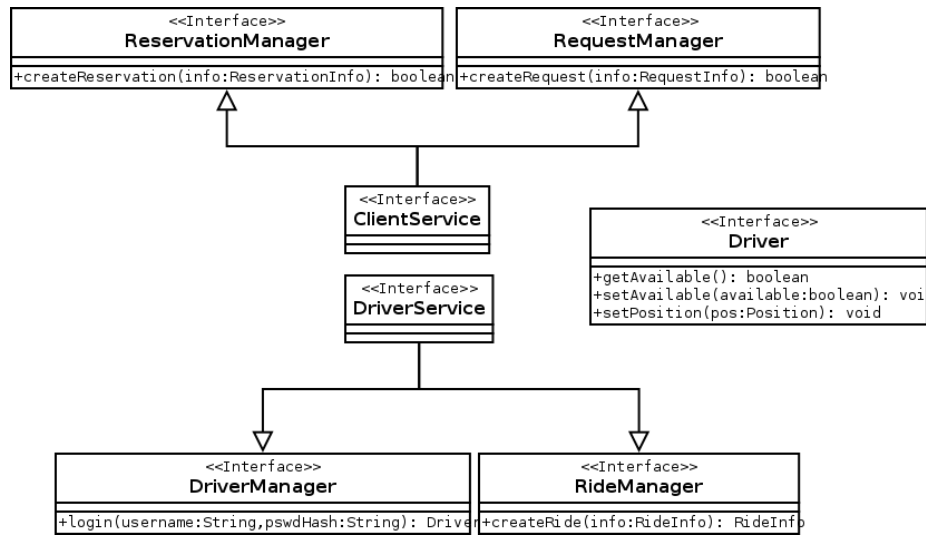 <<Interface>>
ReservationManager
+createReservation(info:ReservationInfo): boolean
<<Interface>>
RequestManager
+createRequest(info:RequestInfo): boolean
<<Interface>>
ClientService
<<Interface>>
Driver
+getAvailable(): boolean
+setAvailable(available:boolean): voi
+setPosition(pos:Position): void
<<Interface>>
DriverService
<<Interface>>
DriverManager
+login(username:String,pswdHash:String): Driver
<<Interface>>
RideManager
+createRide(info:RideInfo): RideInfo